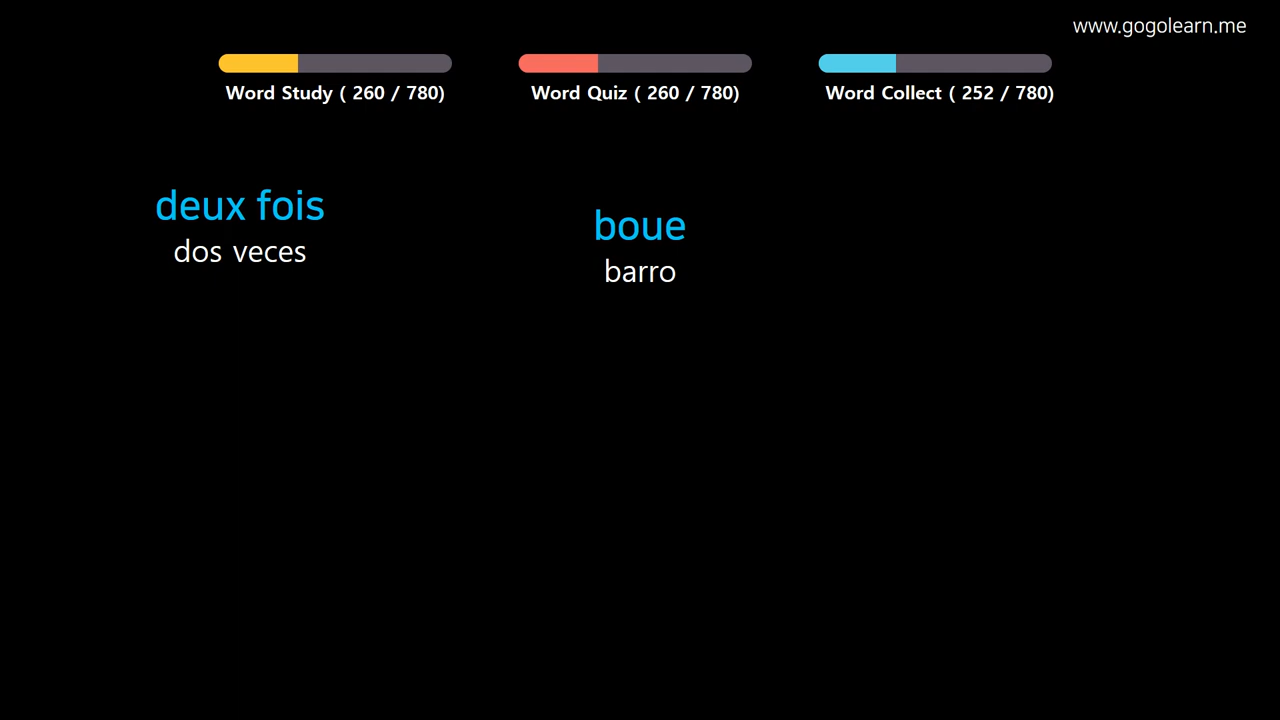 www.gogolearn.me
Word Study ( 260 / 780)
Word Quiz ( 260 / 780)
Word Collect ( 252 / 780)
deux fois
dos veces
boue
barro